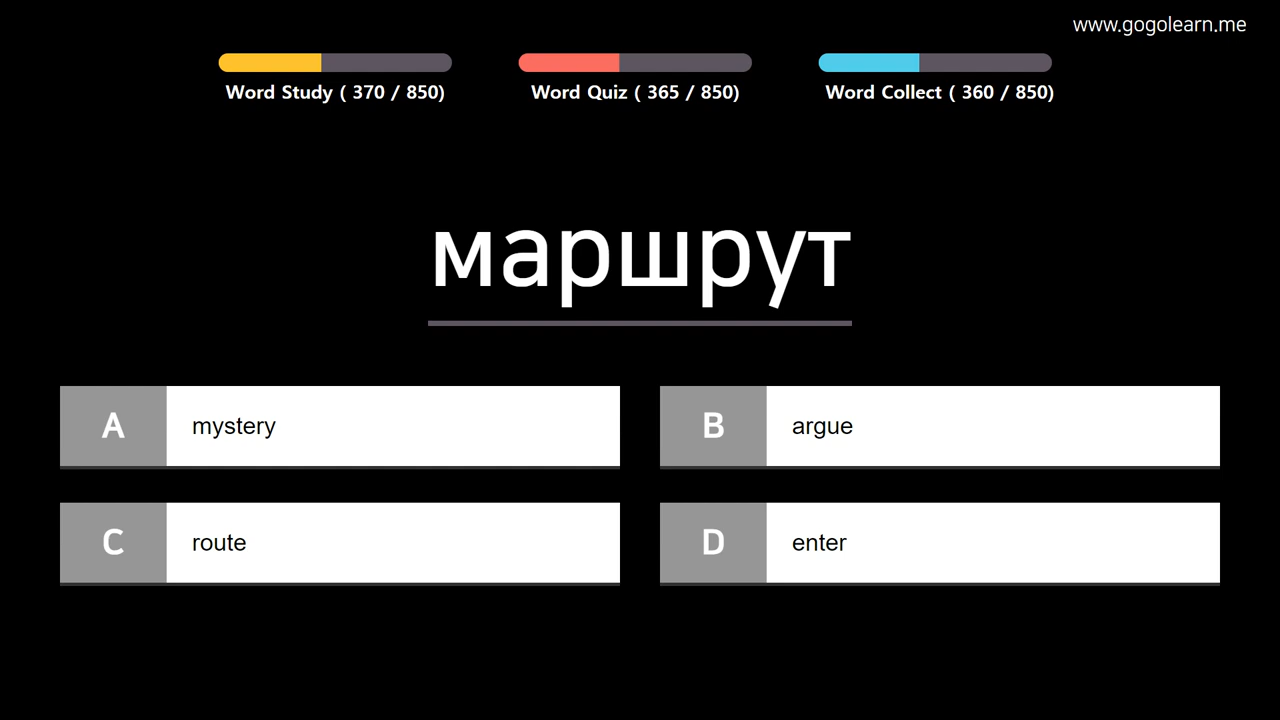 www.gogolearn.me
Word Study ( 370 / 850)
Word Quiz ( 365 / 850)
Word Collect ( 360 / 850)
маршрут
A mystery
B argue
C route
D enter